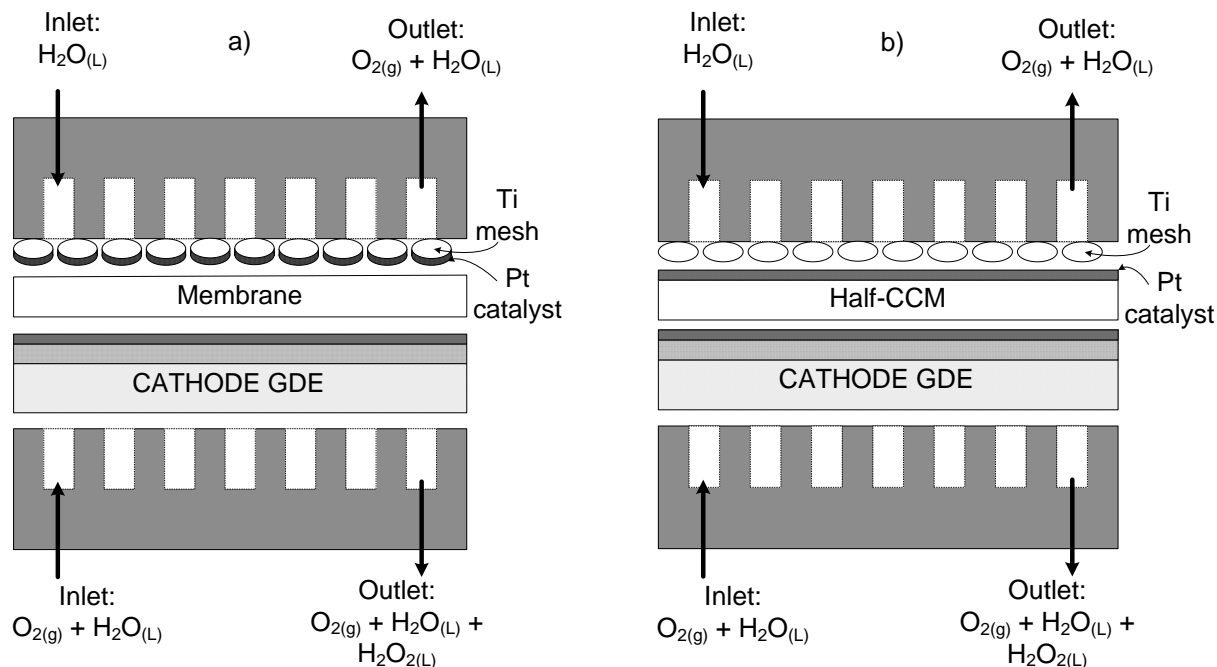 Inlet:
H₂O₍L₎
a)
Outlet:
O₂₍g₎ + H₂O₍L₎
Ti
mesh
Pt
catalyst
Membrane
CATHODE GDE
Inlet:
O₂₍g₎ + H₂O₍L₎
Outlet:
O₂₍g₎ + H₂O₍L₎ +
H₂O₂₍L₎
Inlet:
H₂O₍L₎
b)
Outlet:
O₂₍g₎ + H₂O₍L₎
Ti
mesh
Pt
catalyst
Half-CCM
CATHODE GDE
Inlet:
O₂₍g₎ + H₂O₍L₎
Outlet:
O₂₍g₎ + H₂O₍L₎ +
H₂O₂₍L₎